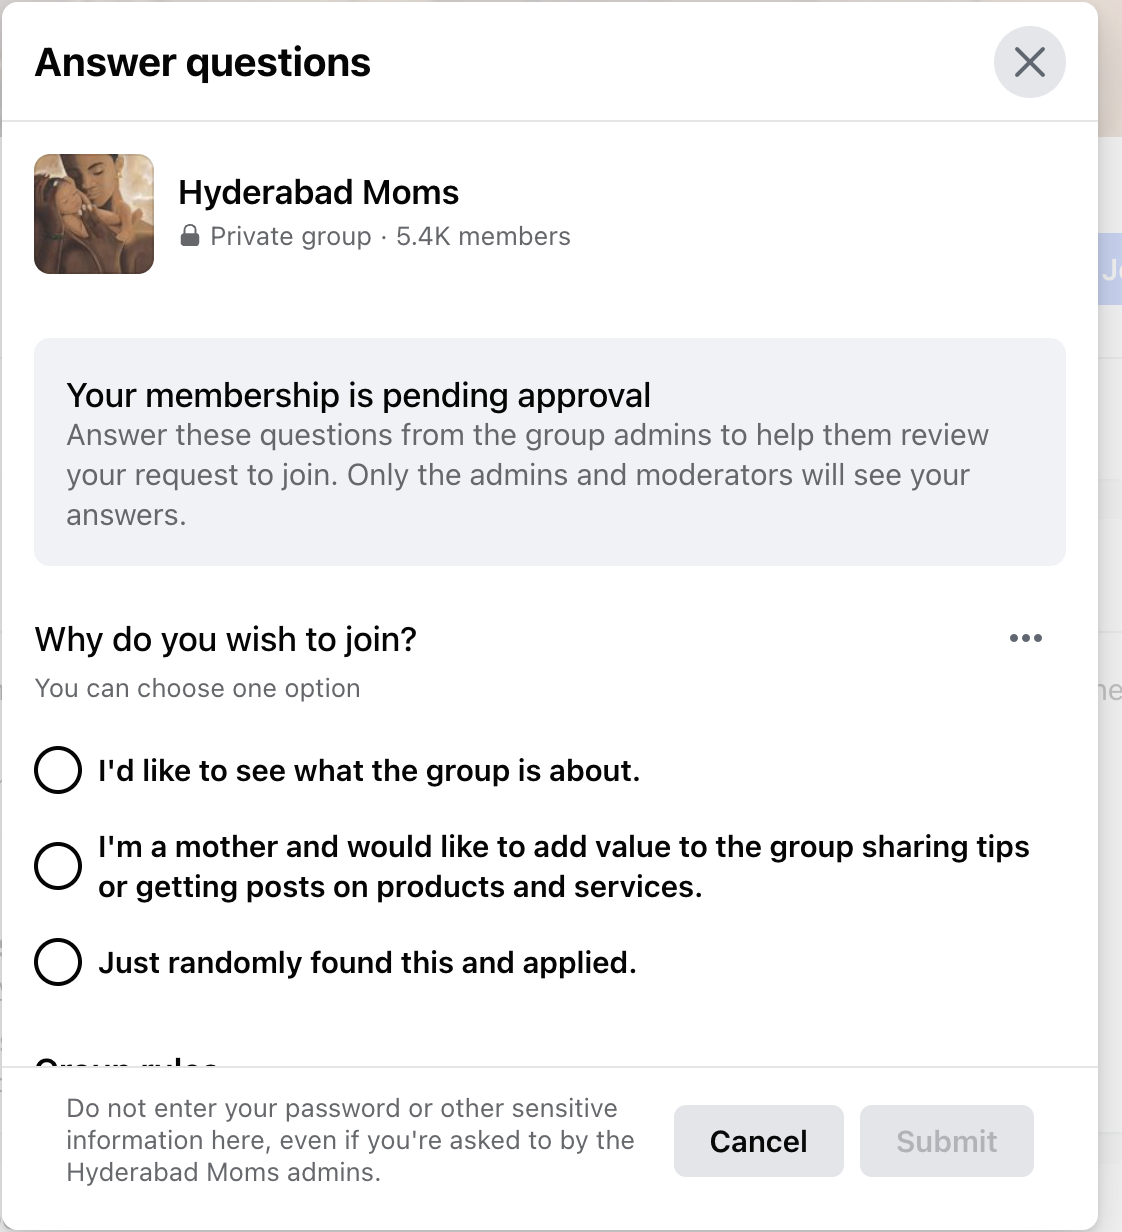 Answer questions
Hyderabad Moms
Private group · 5.4K members
Your membership is pending approval
Answer these questions from the group admins to help them review
your request to join. Only the admins and moderators will see your
answers.
Why do you wish to join?
You can choose one option
I'd like to see what the group is about.
I'm a mother and would like to add value to the group sharing tips
or getting posts on products and services.
Just randomly found this and applied.
Group rules
Do not enter your password or other sensitive
information here, even if you're asked to by the
Hyderabad Moms admins.
Cancel
Submit